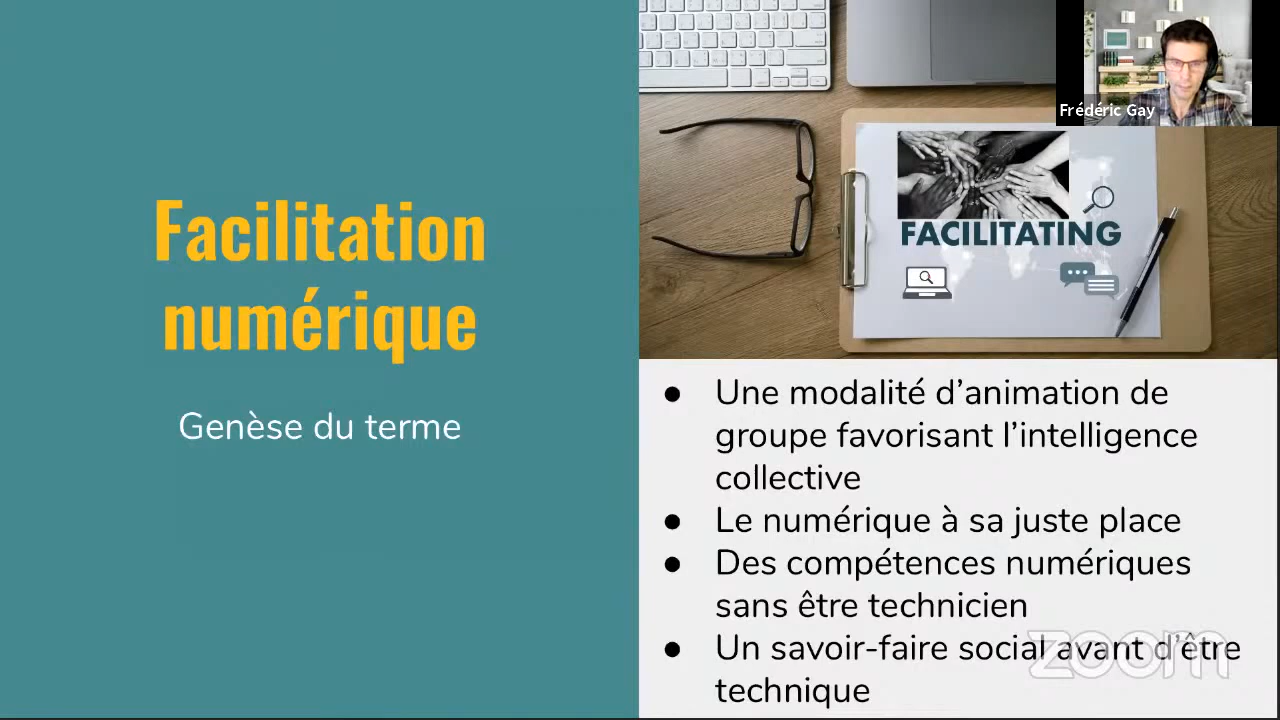 Facilitation
numérique
Genèse du terme
Frédéric Gay
FACILITATING
● Une modalité d’animation de
groupe favorisant l’intelligence
collective
● Le numérique à sa juste place
● Des compétences numériques
sans être technicien
● Un savoir-faire social avant d’être
technique
zoom